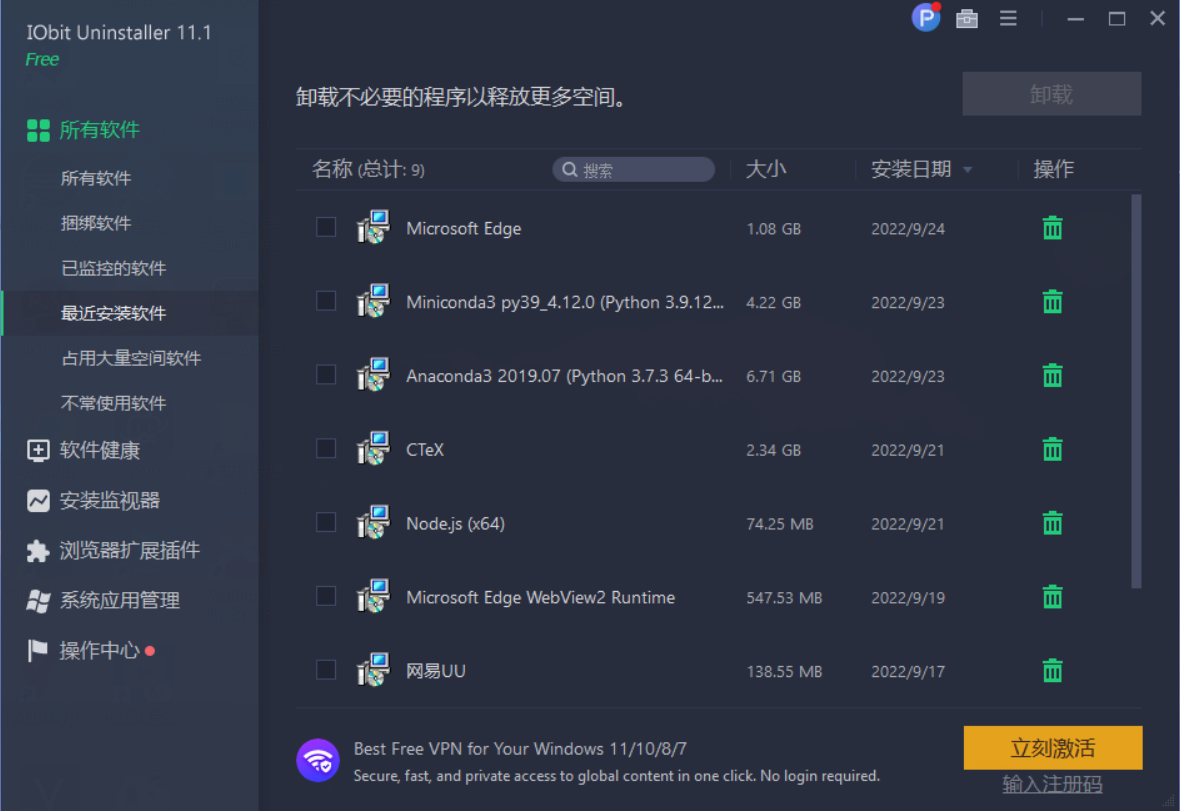 IObit Uninstaller 11.1
Free
所有软件
所有软件
捆绑软件
已监控的软件
最近安装软件
占用大量空间软件
不常使用软件
软件健康
安装监视器
浏览器扩展插件
系统应用管理
操作中心
P
卸载不必要的程序以释放更多空间。
卸载
名称 (总计: 9) 搜索 大小 安装日期 操作
Microsoft Edge 1.08 GB 2022/9/24
Miniconda3 py39_4.12.0 (Python 3.9.12... 4.22 GB 2022/9/23
Anaconda3 2019.07 (Python 3.7.3 64-b... 6.71 GB 2022/9/23
CTeX 2.34 GB 2022/9/21
Node.js (x64) 74.25 MB 2022/9/21
Microsoft Edge WebView2 Runtime 547.53 MB 2022/9/19
网易UU 138.55 MB 2022/9/17
Best Free VPN for Your Windows 11/10/8/7
Secure, fast, and private access to global content in one click. No login required.
立刻激活
输入注册码